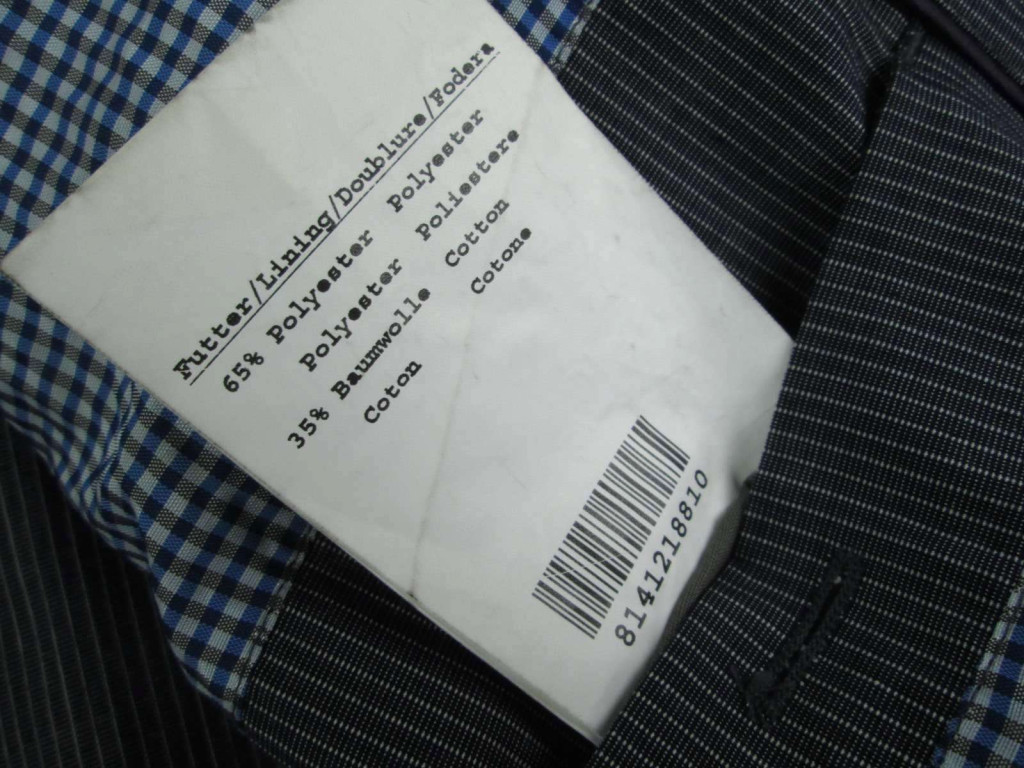 Futter/Lining/Doublure/Fodera
65% Polyester Polyester
Polyester Poliestere
35% Baumwolle Cotton
Coton Cotone
8141218810